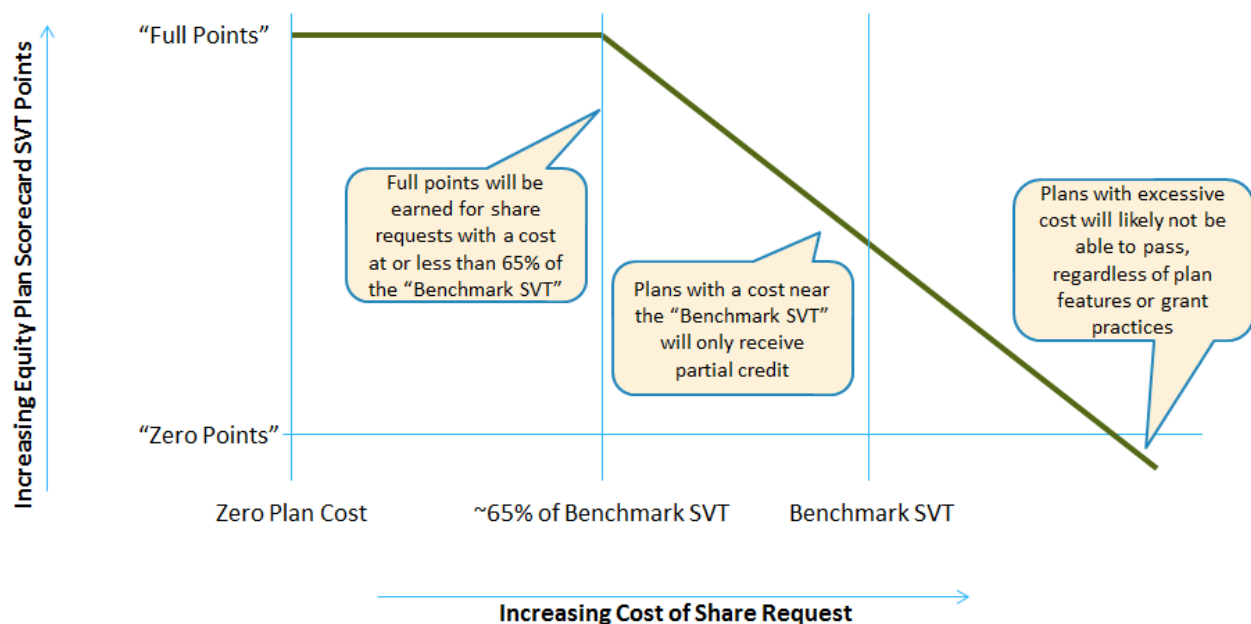 Increasing Equity Plan Scorecard SVT Points
“Full Points”
Full points will be
earned for share
requests with a cost
at or less than 65% of
the “Benchmark SVT”
Plans with a cost near
the “Benchmark SVT”
will only receive
partial credit
Plans with excessive
cost will likely not be
able to pass,
regardless of plan
features or grant
practices
“Zero Points”
Zero Plan Cost
~65% of Benchmark SVT
Benchmark SVT
Increasing Cost of Share Request